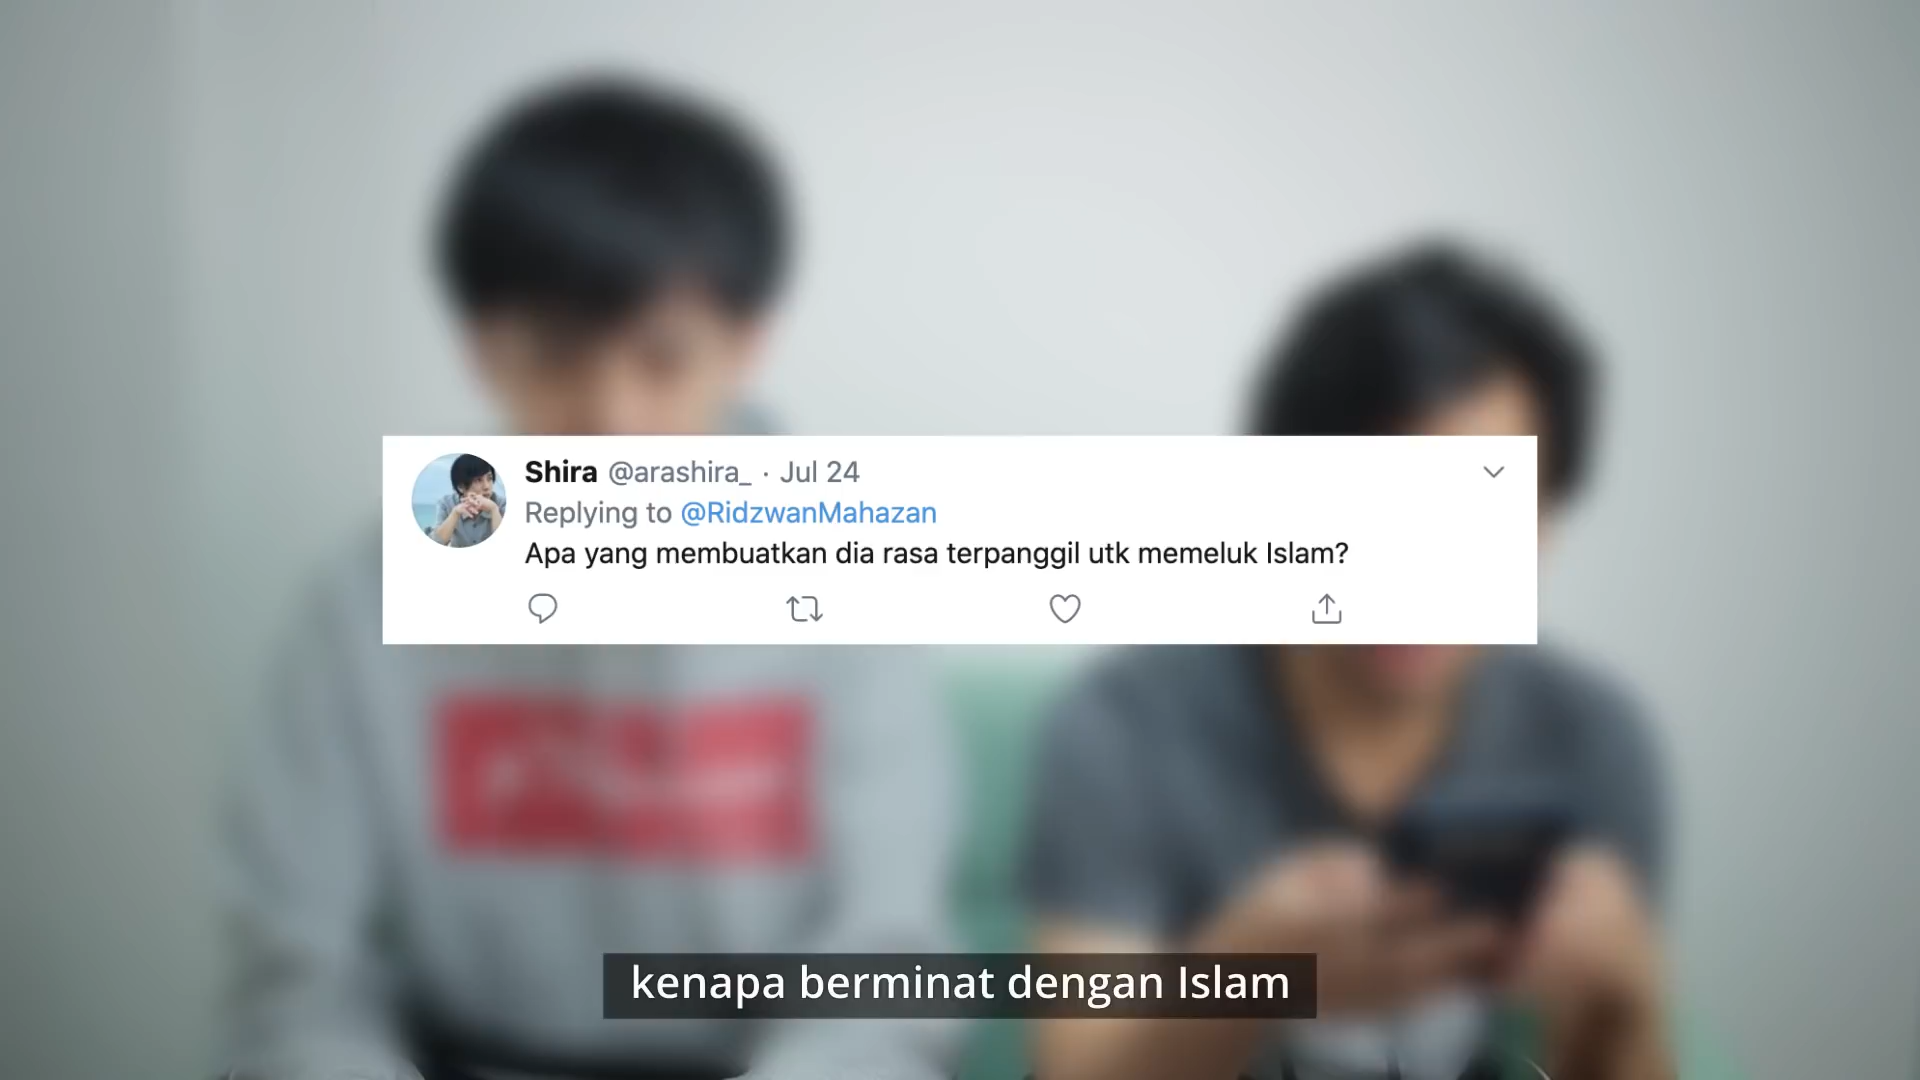 Shira @arashira_ · Jul 24
Replying to @RidzwanMahazan
Apa yang membuatkan dia rasa terpanggil utk memeluk Islam?
kenapa berminat dengan Islam